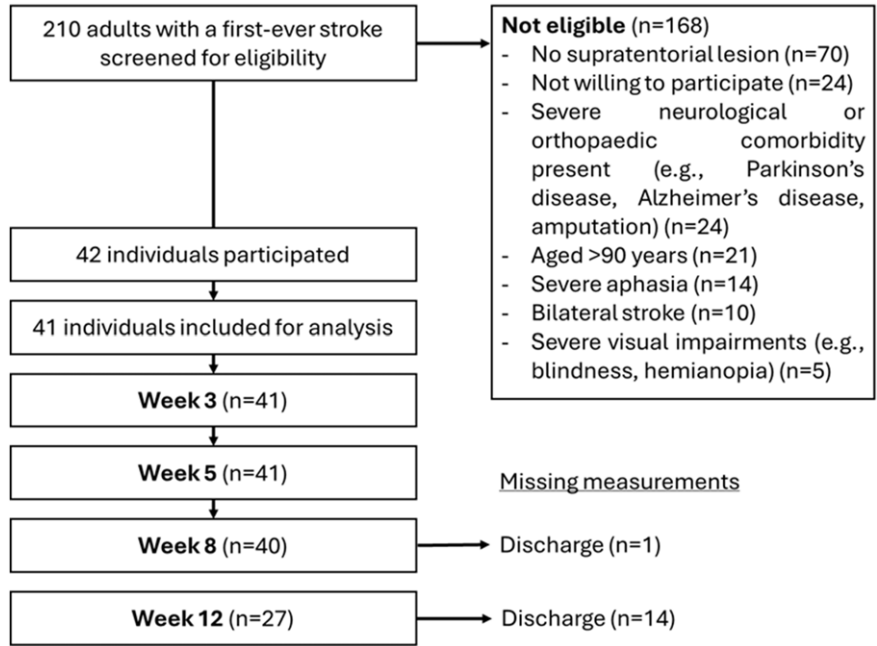 210 adults with a first-ever stroke
screened for eligibility
Not eligible (n=168)
- No supratentorial lesion (n=70)
- Not willing to participate (n=24)
- Severe neurological or
orthopaedic comorbidity
present (e.g., Parkinson's
disease, Alzheimer's disease,
amputation) (n=24)
- Aged >90 years (n=21)
- Severe aphasia (n=14)
- Bilateral stroke (n=10)
- Severe visual impairments (e.g.,
blindness, hemianopia) (n=5)
42 individuals participated
41 individuals included for analysis
Week 3 (n=41)
Week 5 (n=41)
Missing measurements
Week 8 (n=40)
Discharge (n=1)
Week 12 (n=27)
Discharge (n=14)